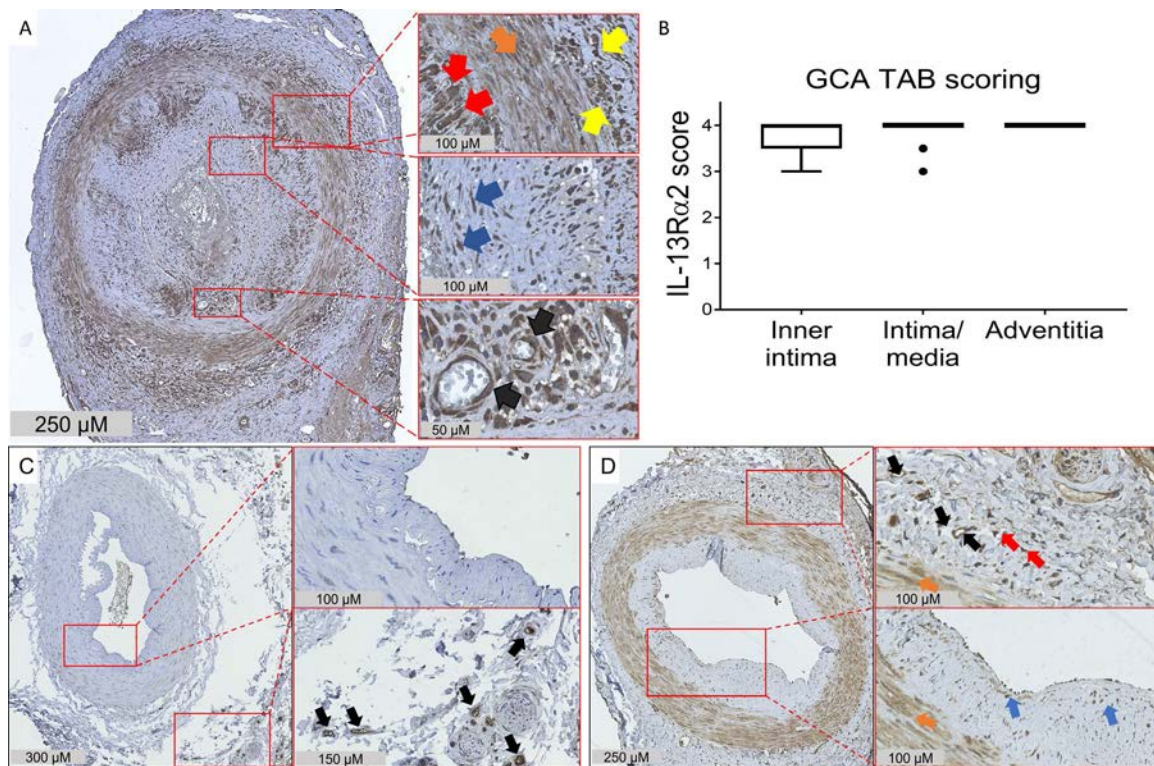 A
250 µM
100 µM
100 µM
50 µM
B
GCA TAB scoring
IL-13Rα2 score
4
3
2
1
0
Inner intima
Intima/ media
Adventitia
C
300 µM
100 µM
150 µM
D
250 µM
100 µM
100 µM